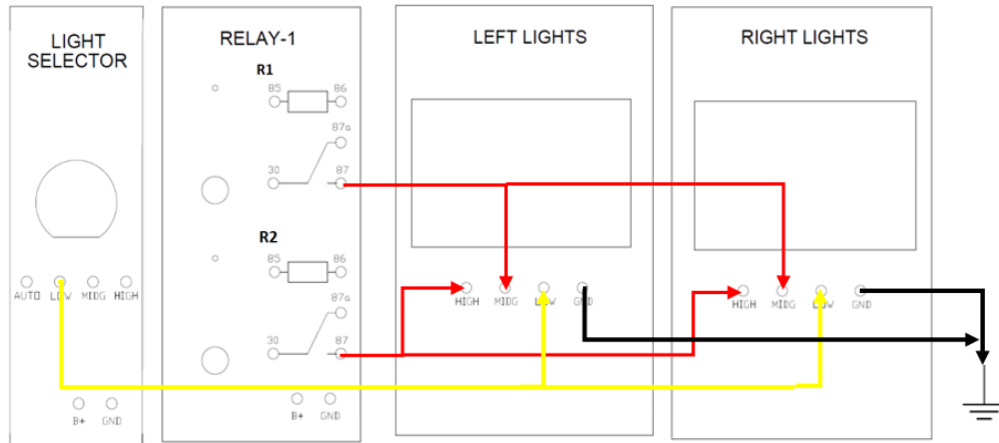 LIGHT
SELECTOR
AUTO LOW MIDG HIGH
B+ GND
RELAY-1
R1
85 86
87a
30 87
R2
85 86
87a
30 87
B+ GND
LEFT LIGHTS
HIGH MIDG LOW GND
RIGHT LIGHTS
HIGH MIDG LOW GND